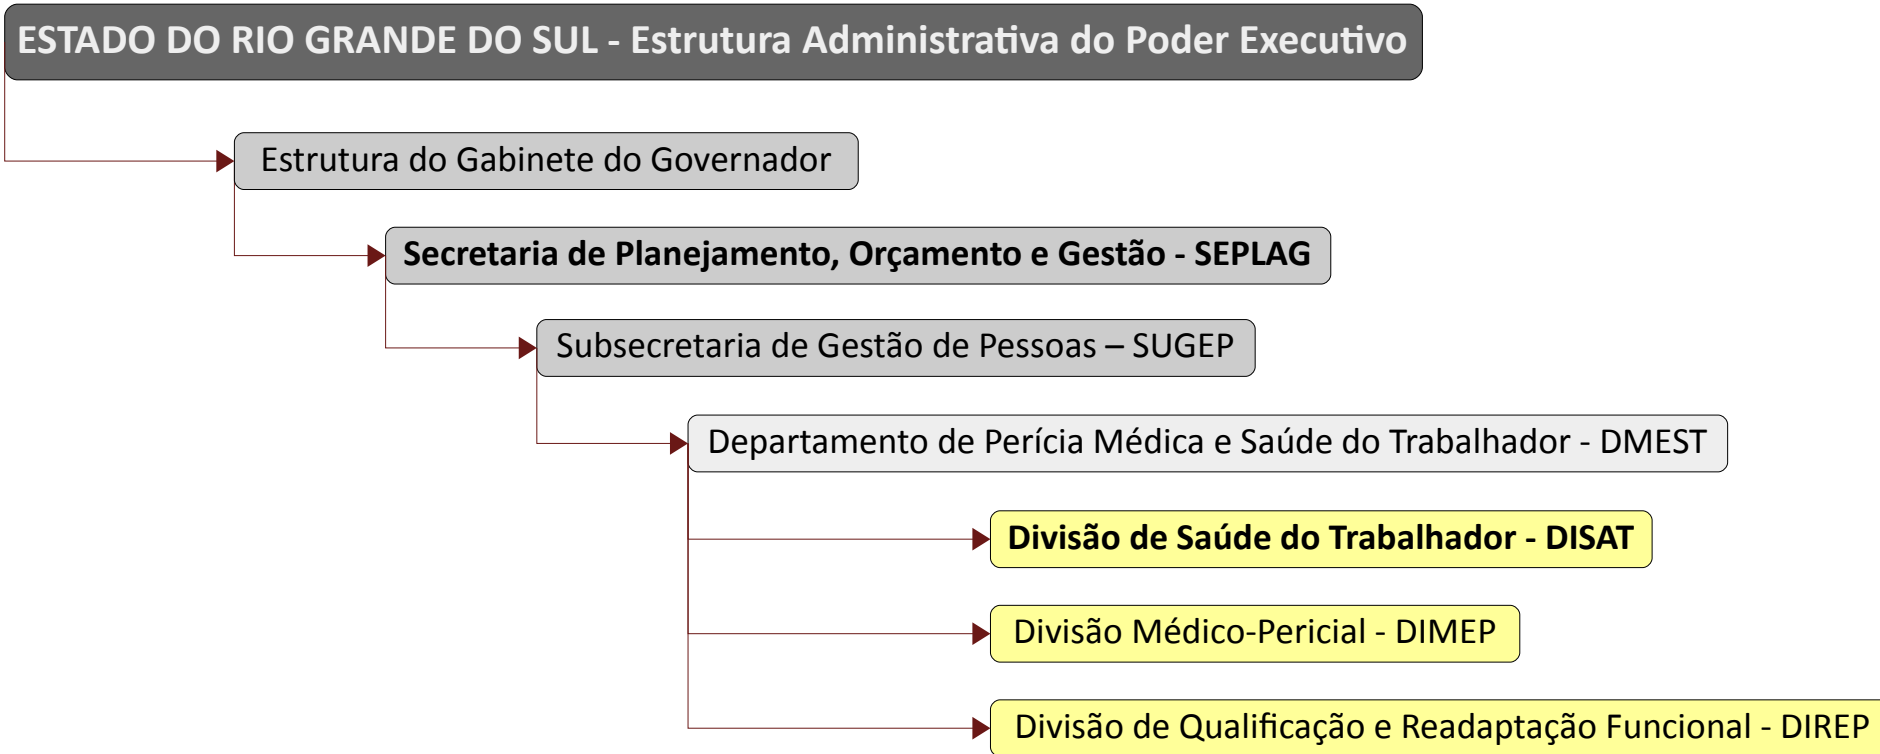 ESTADO DO RIO GRANDE DO SUL - Estrutura Administrativa do Poder Executivo
Estrutura do Gabinete do Governador
Secretaria de Planejamento, Orçamento e Gestão - SEPLAG
Subsecretaria de Gestão de Pessoas – SUGEP
Departamento de Perícia Médica e Saúde do Trabalhador - DMEST
Divisão de Saúde do Trabalhador - DISAT
Divisão Médico-Pericial - DIMEP
Divisão de Qualificação e Readaptação Funcional - DIREP